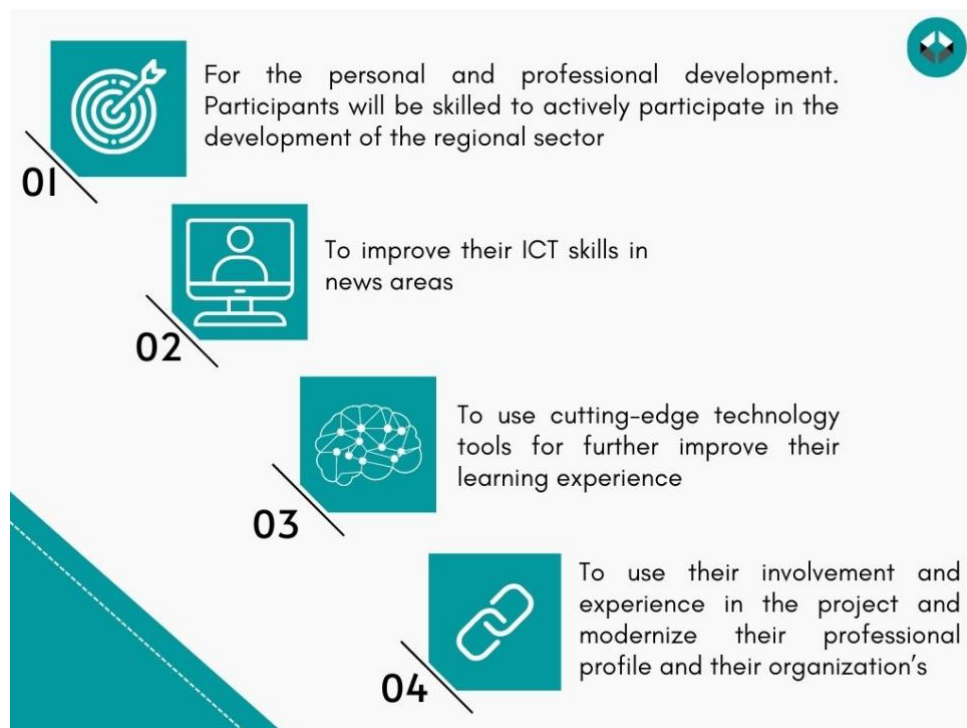 For the personal and professional development.
Participants will be skilled to actively participate in the
development of the regional sector
01
To improve their ICT skills in
news areas
02
To use cutting-edge technology
tools for further improve their
learning experience
03
To use their involvement and
experience in the project and
modernize their professional
profile and their organization's
04